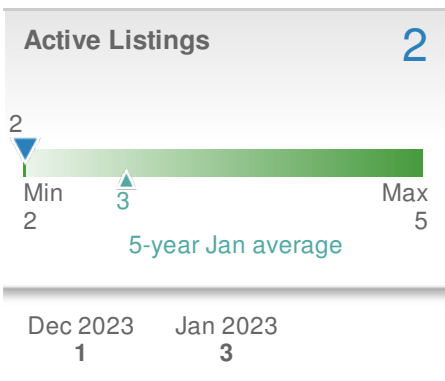 Active Listings 2
2
Min Max
2 3 5
5-year Jan average
Dec 2023 Jan 2023
1 3